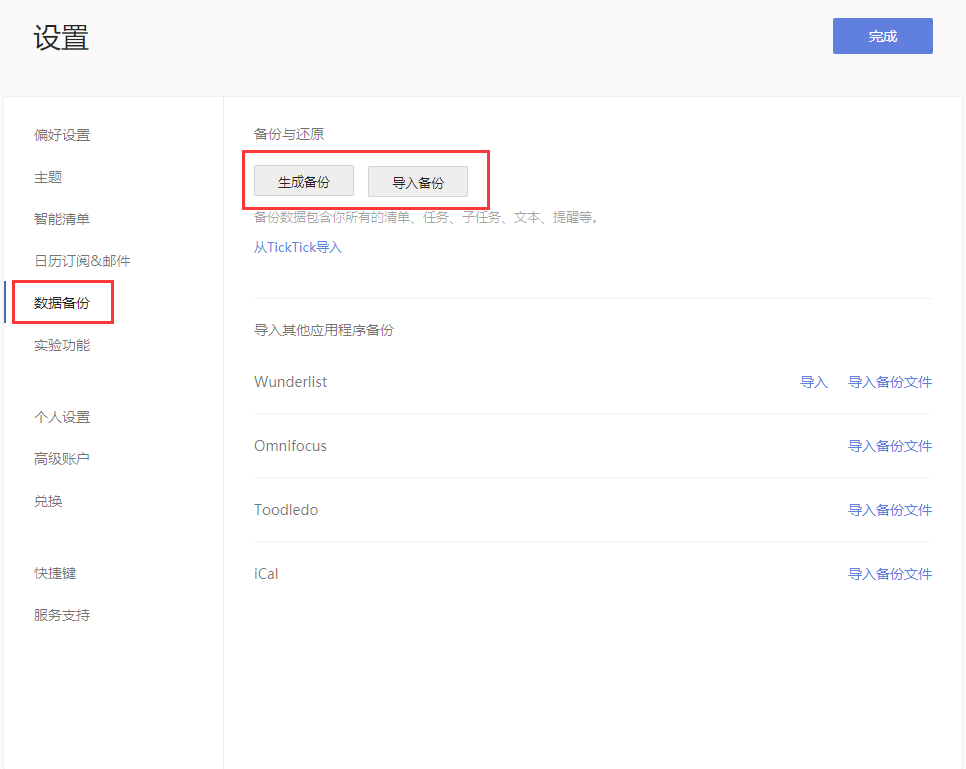 设置
完成
偏好设置
主题
智能清单
日历订阅&邮件
数据备份
实验功能
个人设置
高级账户
兑换
快捷键
服务支持
备份与还原
生成备份 导入备份
备份数据包含你所有的清单、任务、子任务、文本、提醒等。
从TickTick导入
导入其他应用程序备份
Wunderlist 导入 导入备份文件
Omnifocus 导入备份文件
Toodledo 导入备份文件
iCal 导入备份文件